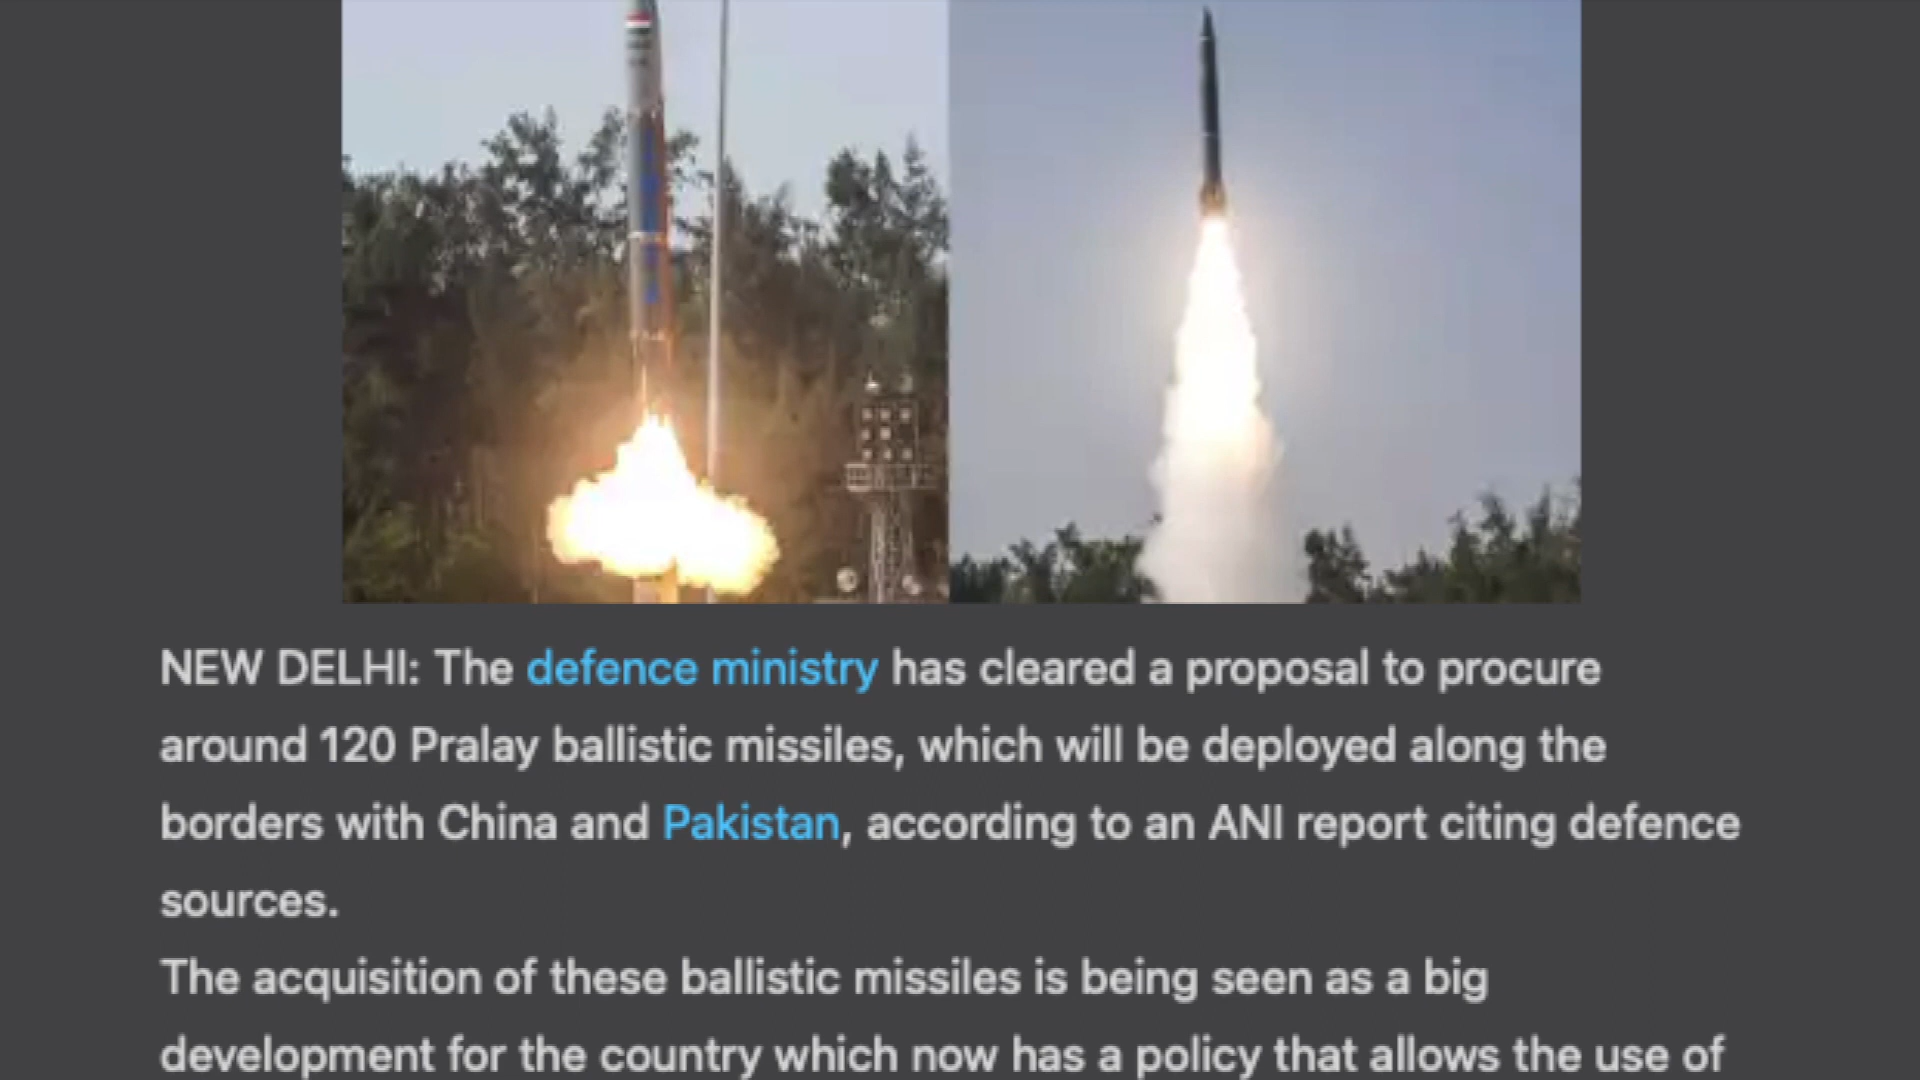 NEW DELHI: The defence ministry has cleared a proposal to procure
around 120 Pralay ballistic missiles, which will be deployed along the
borders with China and Pakistan, according to an ANI report citing defence
sources.
The acquisition of these ballistic missiles is being seen as a big
development for the country which now has a policy that allows the use of